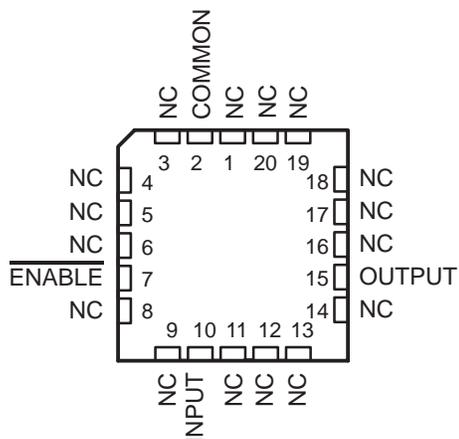 NC
COMMON
NC
NC
NC
3
2
1
20
19
NC 4
NC 5
NC 6
ENABLE 7
NC 8
18 NC
17 NC
16 NC
15 OUTPUT
14 NC
9
10
11
12
13
NC
NPUT
NC
NC
NC